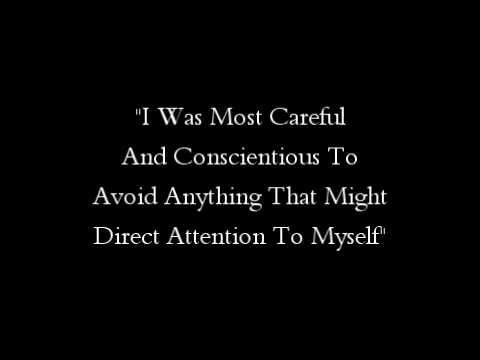 "I Was Most Careful
And Conscientious To
Avoid Anything That Might
Direct Attention To Myself"